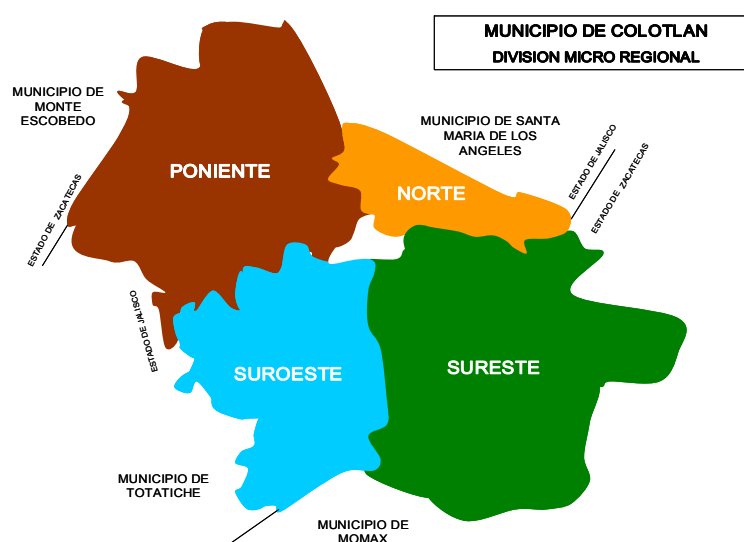 MUNICIPIO DE COLOTLAN
DIVISION MICRO REGIONAL
MUNICIPIO DE
MONTE
ESCOBEDO
MUNICIPIO DE SANTA
MARIA DE LOS
ANGELES
ESTADO DE JALISCO
ESTADO DE ZACATECAS
PONIENTE
NORTE
ESTADO DE ZACATECAS
ESTADO DE JALISCO
SUROESTE
SURESTE
MUNICIPIO DE
TOTATICHE
MUNICIPIO DE
MOMAX